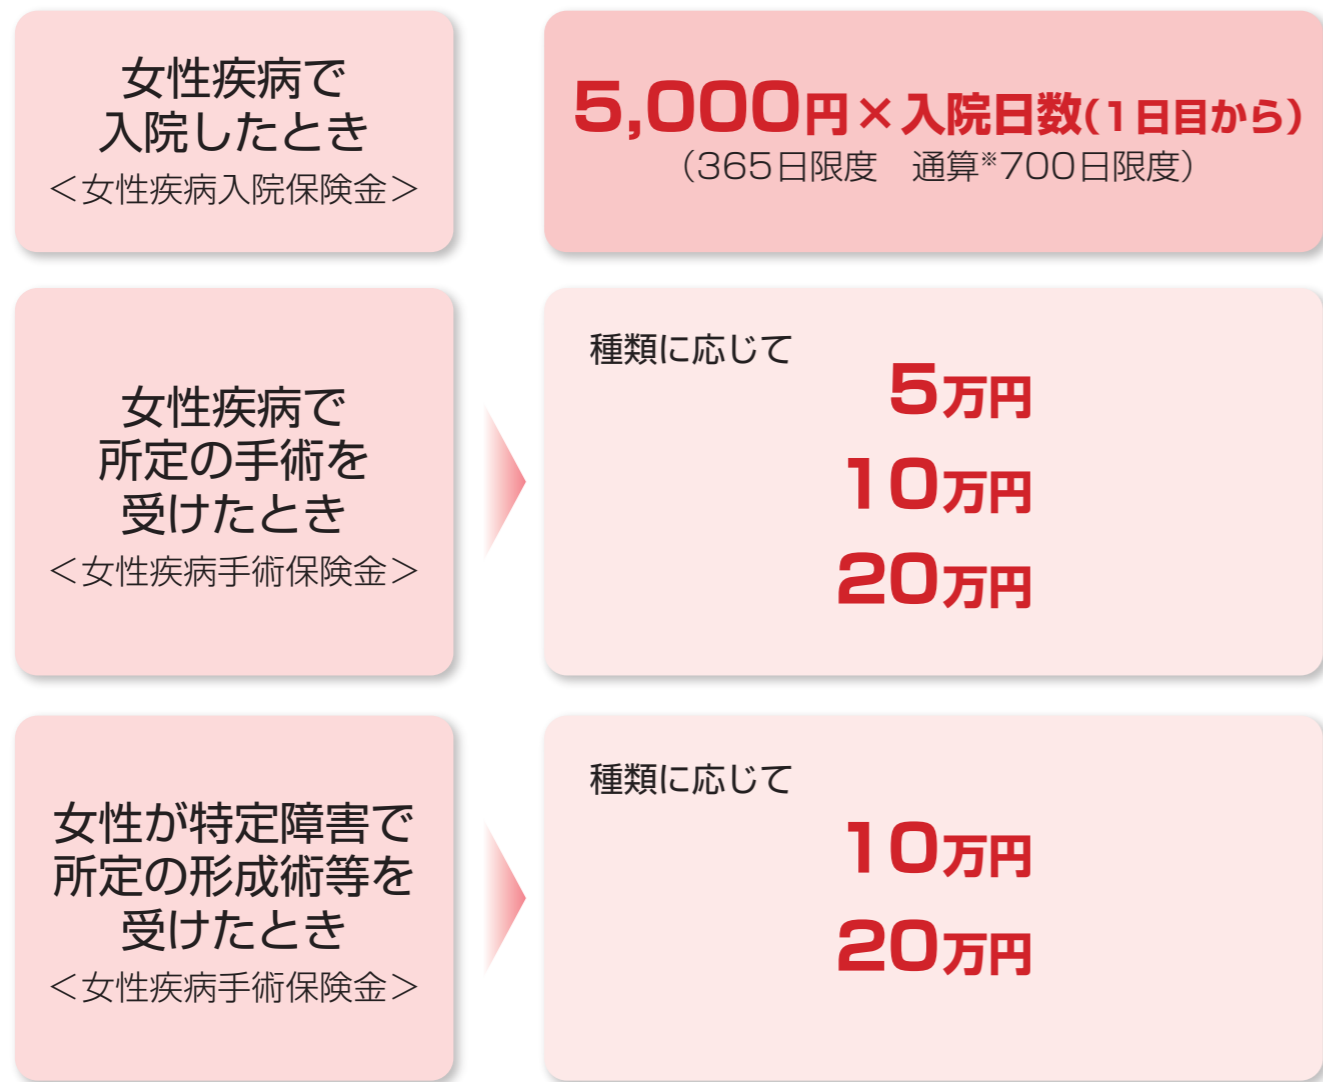 女性疾病で
入院したとき
＜女性疾病入院保険金＞
5,000円×入院日数(1日目から)
（365日限度　通算※700日限度）
女性疾病で
所定の手術を
受けたとき
＜女性疾病手術保険金＞
種類に応じて
5万円
10万円
20万円
女性が特定障害で
所定の形成術等を
受けたとき
＜女性疾病手術保険金＞
種類に応じて
10万円
20万円